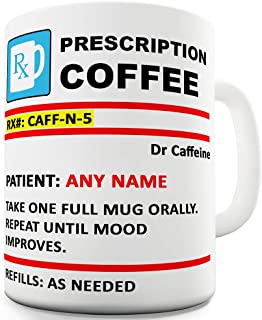 Rx
PRESCRIPTION
COFFEE
RX#: CAFF-N-5
Dr Caffeine
PATIENT: ANY NAME
TAKE ONE FULL MUG ORALLY.
REPEAT UNTIL MOOD
IMPROVES.
REFILLS: AS NEEDED